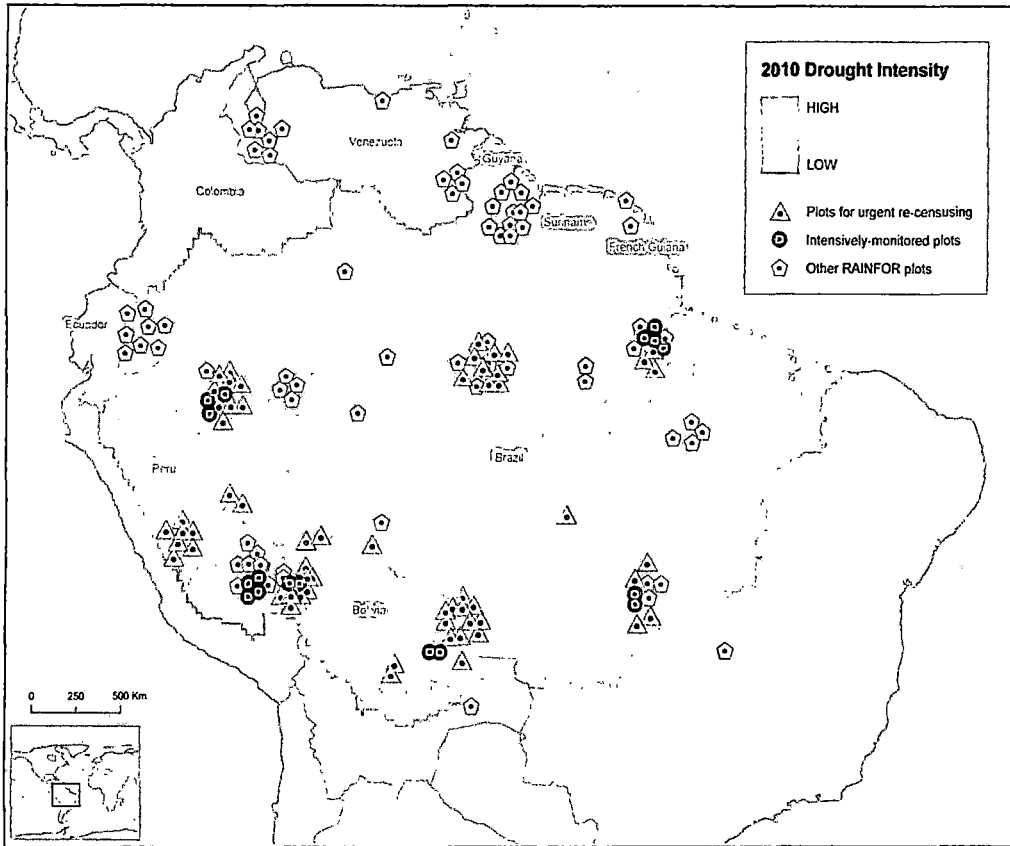 2010 Drought Intensity
HIGH
LOW
Plots for urgent re-censusing
Intensively-monitored plots
Other RAINFOR plots
Venezuela
Guyana
Colombia
Surinam
French Guiana
Ecuador
Brazil
Peru
Bolivia
0 250 500 Km